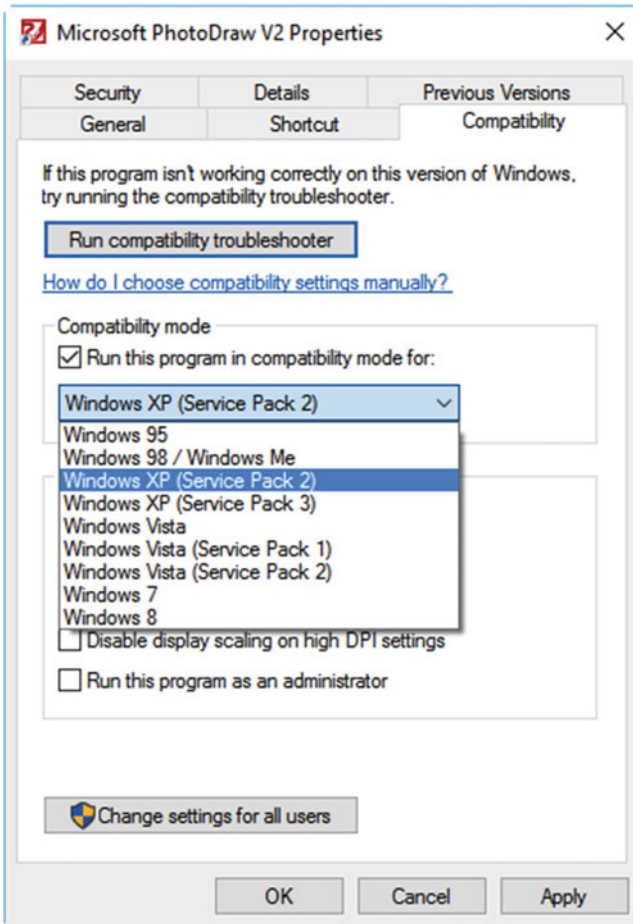 Microsoft PhotoDraw V2 Properties
Security Details Previous Versions
General Shortcut Compatibility
If this program isn't working correctly on this version of Windows,
try running the compatibility troubleshooter.
Run compatibility troubleshooter
How do I choose compatibility settings manually?
Compatibility mode
Run this program in compatibility mode for:
Windows XP (Service Pack 2)
Windows 95
Windows 98 / Windows Me
Windows XP (Service Pack 2)
Windows XP (Service Pack 3)
Windows Vista
Windows Vista (Service Pack 1)
Windows Vista (Service Pack 2)
Windows 7
Windows 8
Disable display scaling on high DPI settings
Run this program as an administrator
Change settings for all users
OK Cancel Apply